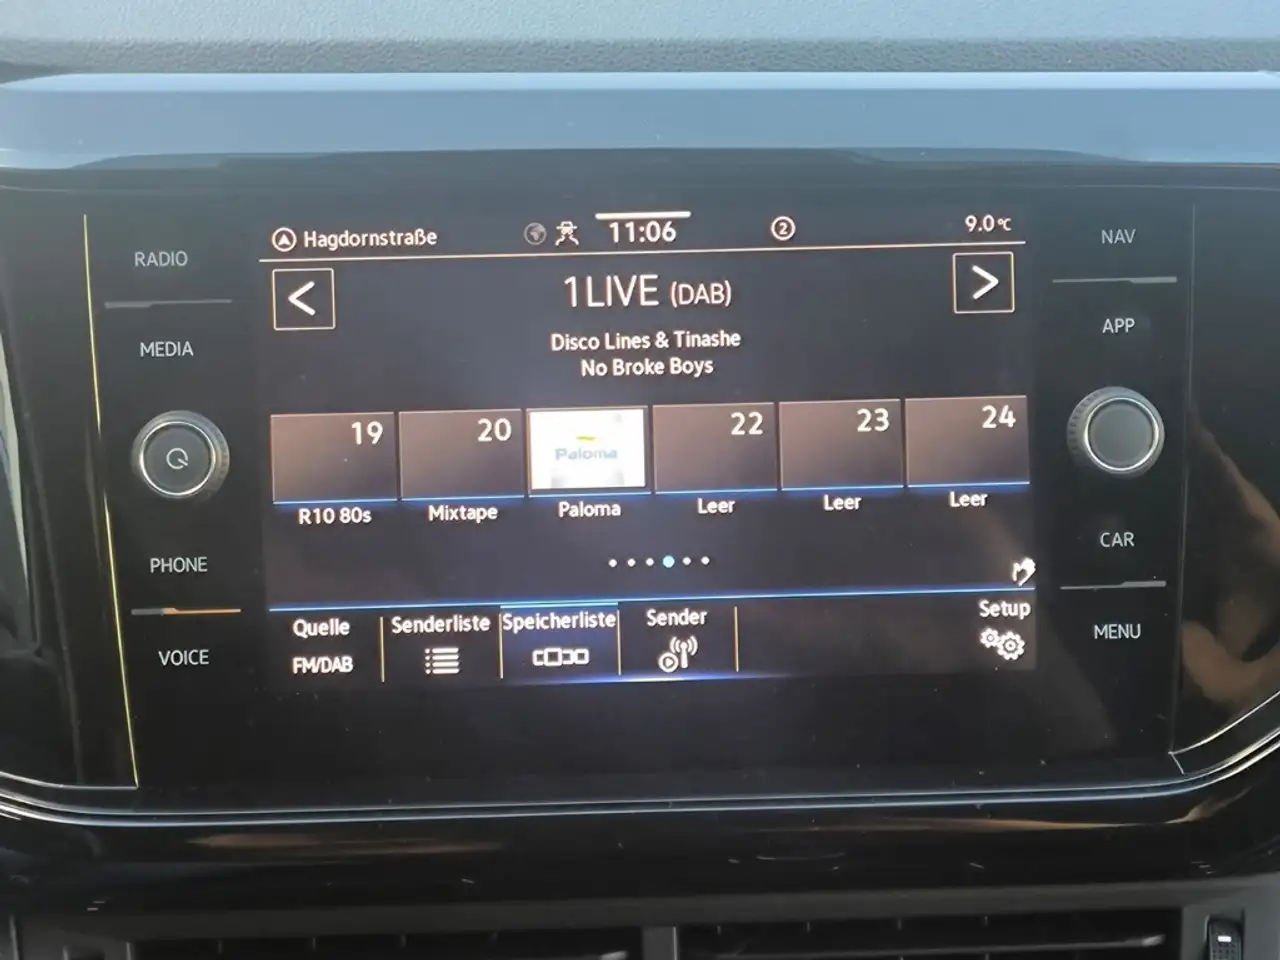 Hagdornstraße
11:06
2
9.0°C
RADIO
MEDIA
PHONE
VOICE
NAV
APP
CAR
MENU
<
1LIVE (DAB)
>
Disco Lines & Tinashe
No Broke Boys
19
20
Paloma
22
23
24
R10 80s
Mixtape
Paloma
Leer
Leer
Leer
Quelle
FM/DAB
Senderliste
Speicherliste
Sender
Setup